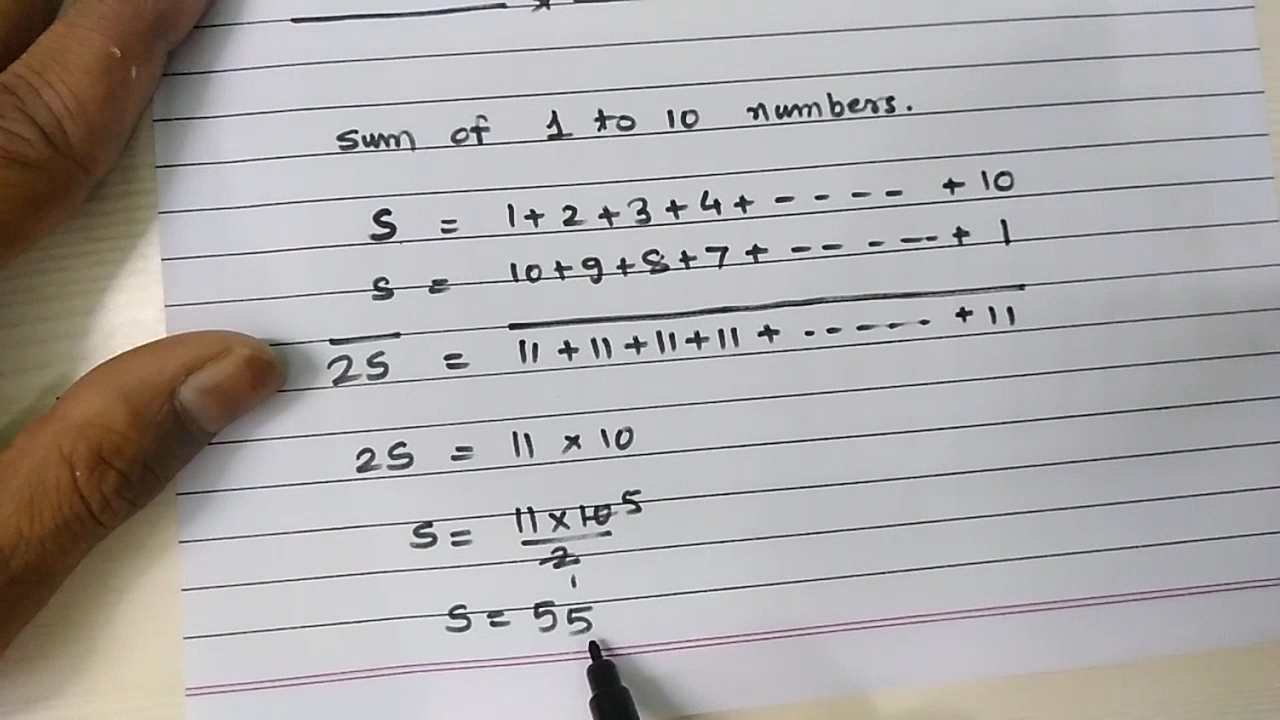 Sum of 1 to 10 numbers.
S = 1+2+3+4+ - - - - +10
S = 10+9+8+7+ - - - - - + 1
2S = 11 +11 +11+11 + - - - - - +11
2S = 11 × 10
S = 11 × 10 5
2
1
S = 55